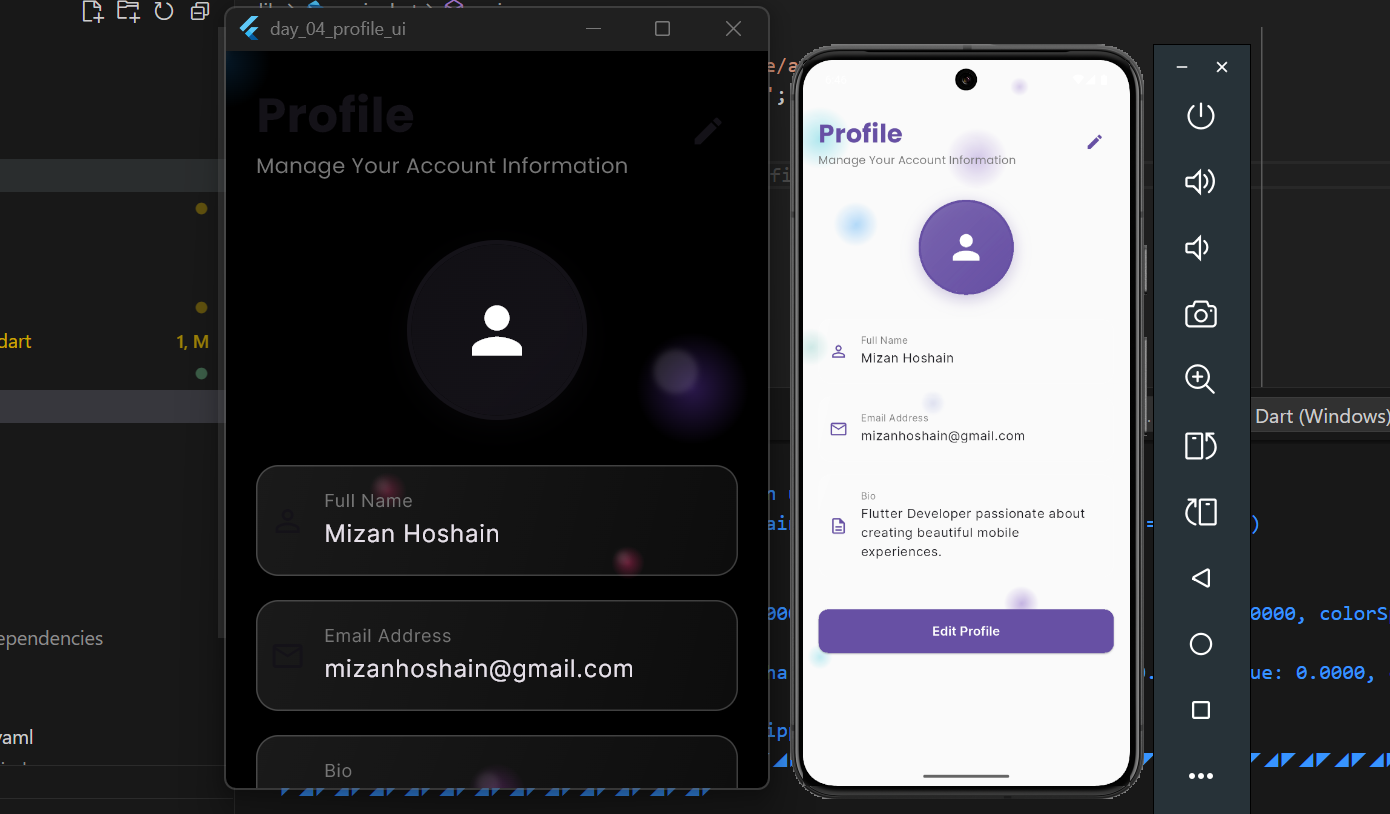 day_04_profile_ui
Profile
Manage Your Account Information
Full Name
Mizan Hoshain
Email Address
mizanhoshain@gmail.com
Bio
Profile
Manage Your Account Information
Full Name
Mizan Hoshain
Email Address
mizanhoshain@gmail.com
Bio
Flutter Developer passionate about
creating beautiful mobile
experiences.
Edit Profile
dart
1, M
ependencies
yaml
e/a
';
fi
Dart (Windows)
= )
0000, colorS
ue: 0.0000,